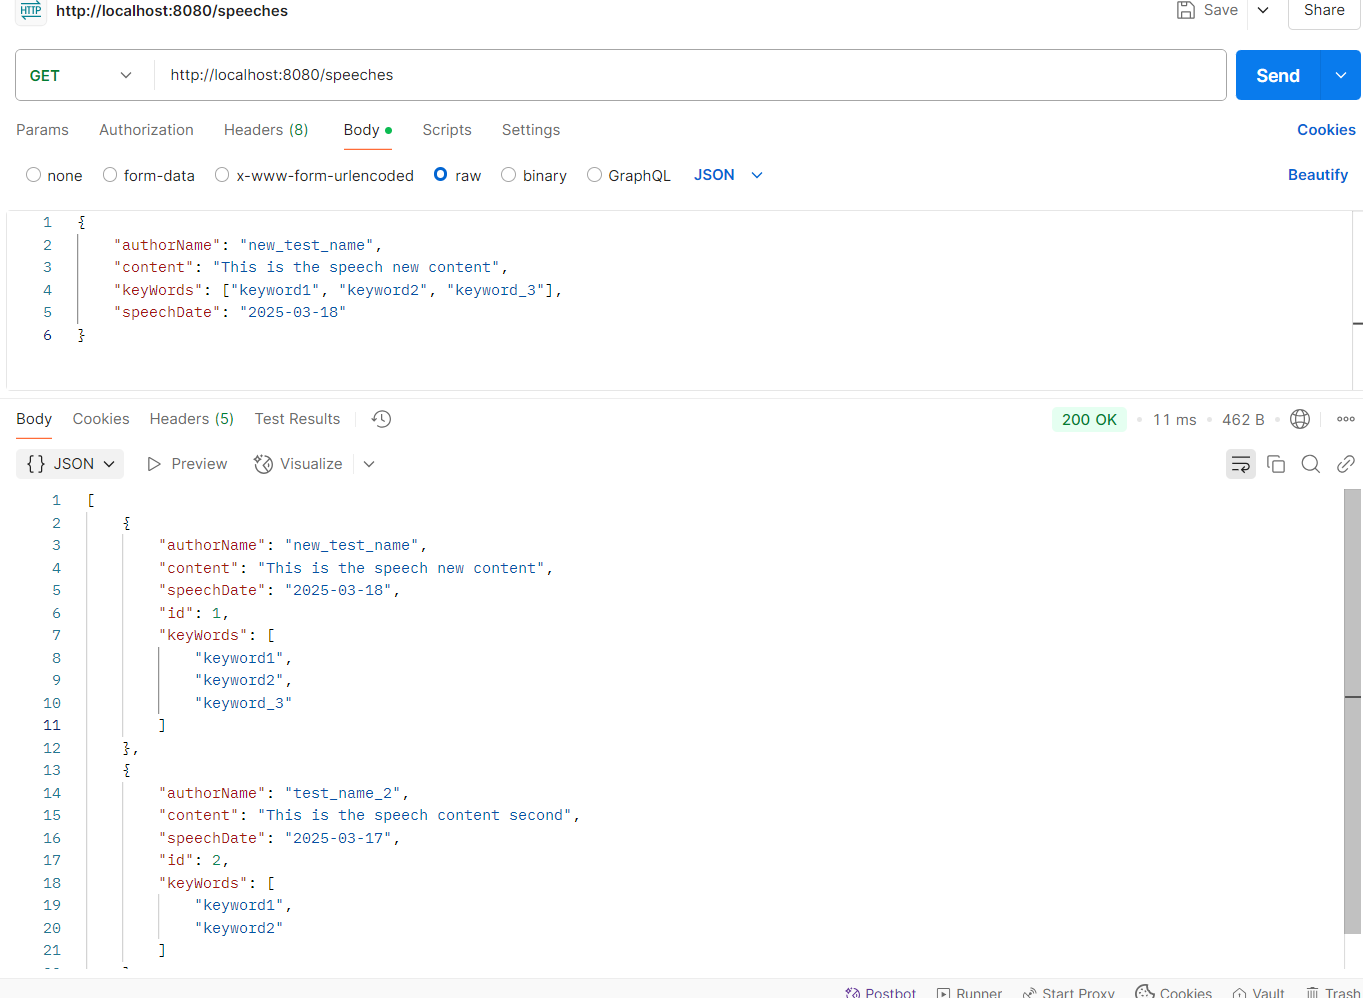 HTTP http://localhost:8080/speeches Save Share
GET http://localhost:8080/speeches Send
Params Authorization Headers (8) Body Scripts Settings Cookies
none form-data x-www-form-urlencoded raw binary GraphQL JSON Beautify
1 {
2 "authorName": "new_test_name",
3 "content": "This is the speech new content",
4 "keyWords": ["keyword1", "keyword2", "keyword_3"],
5 "speechDate": "2025-03-18"
6 }
Body Cookies Headers (5) Test Results 200 OK 11 ms 462 B
{} JSON Preview Visualize
1 [
2 {
3 "authorName": "new_test_name",
4 "content": "This is the speech new content",
5 "speechDate": "2025-03-18",
6 "id": 1,
7 "keyWords": [
8 "keyword1",
9 "keyword2",
10 "keyword_3"
11 ]
12 },
13 {
14 "authorName": "test_name_2",
15 "content": "This is the speech content second",
16 "speechDate": "2025-03-17",
17 "id": 2,
18 "keyWords": [
19 "keyword1",
20 "keyword2"
21 ]
Postbot Runner Start Proxy Cookies Vault Trash